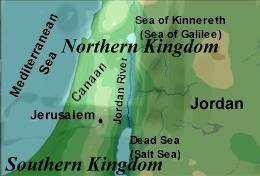 Sea of Kinnereth
(Sea of Galilee)
Mediterranean
Sea
Northern Kingdom
Canaan
Jordan River
Jordan
Jerusalem
Dead Sea
(Salt Sea)
Southern Kingdom